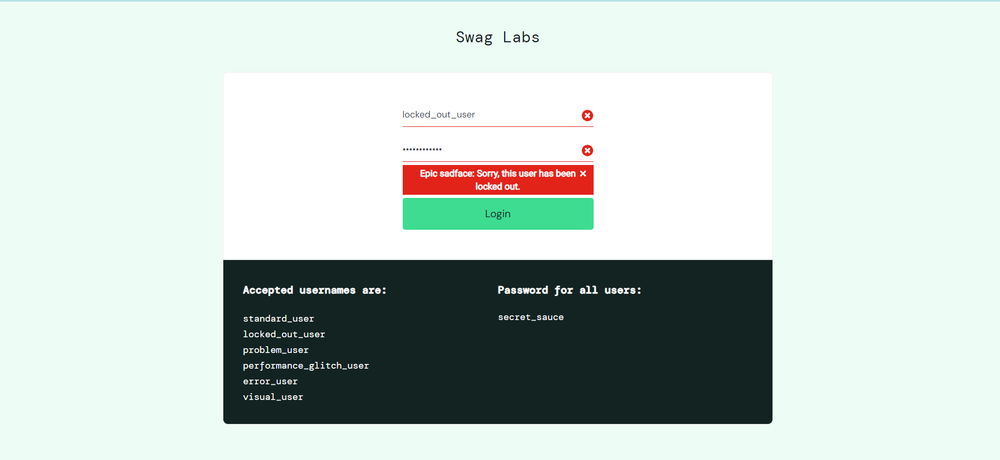 Swag Labs
locked_out_user
••••••••••••
Epic sadface: Sorry, this user has been
locked out.
Login
Accepted usernames are:
standard_user
locked_out_user
problem_user
performance_glitch_user
error_user
visual_user
Password for all users:
secret_sauce